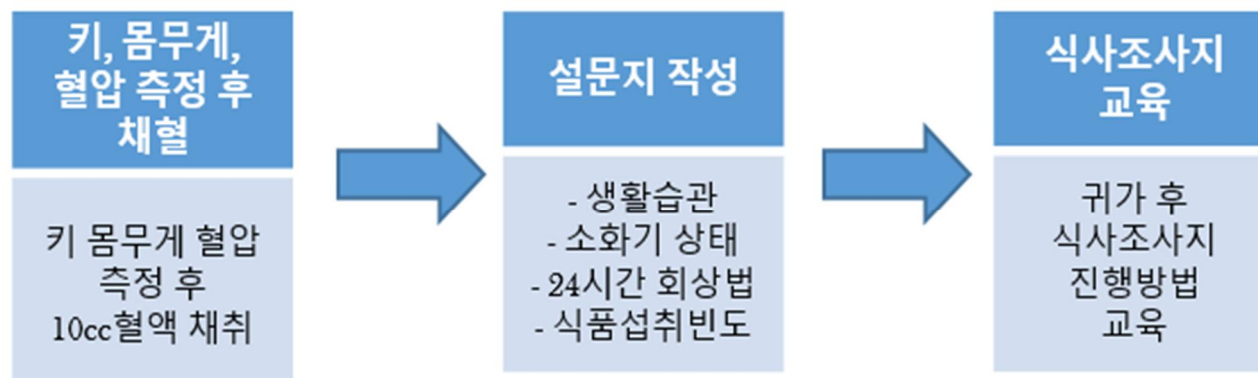 키, 몸무게,
혈압 측정 후
채혈
키 몸무게 혈압
측정 후
10cc혈액 채취
설문지 작성
- 생활습관
- 소화기 상태
- 24시간 회상법
- 식품섭취빈도
식사조사지
교육
귀가 후
식사조사지
진행방법
교육